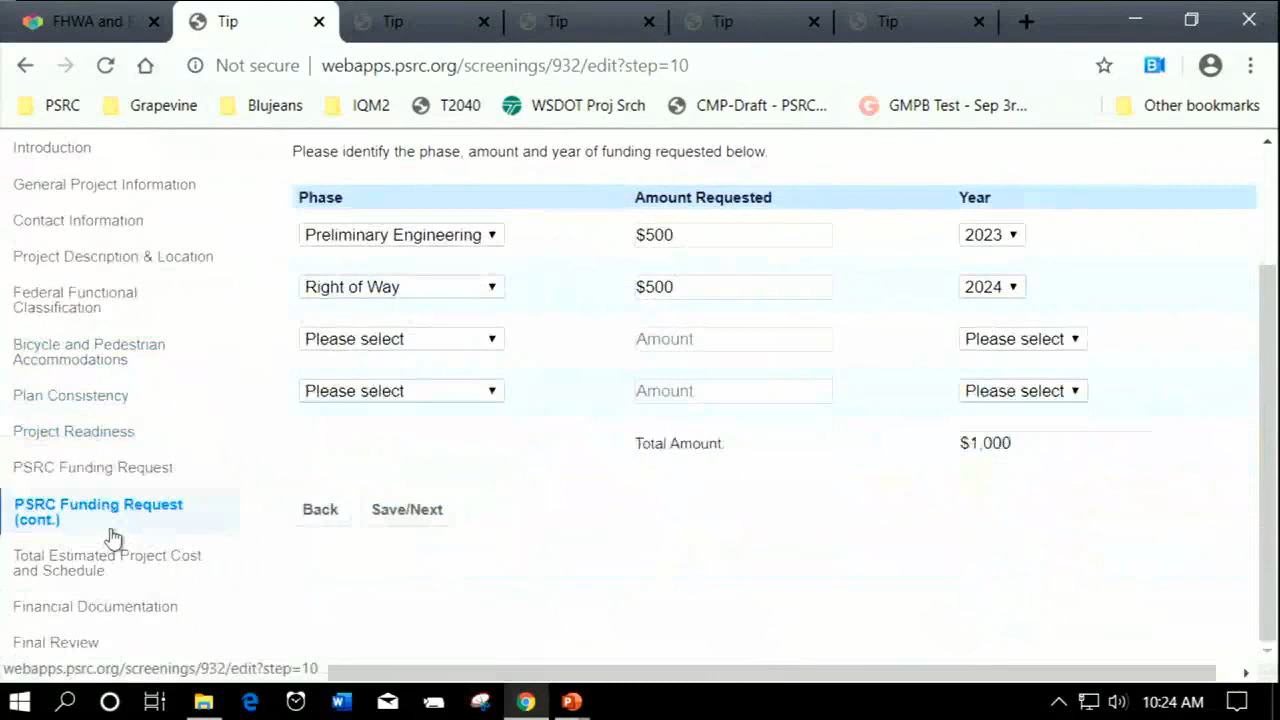 FHWA and E
Tip
Tip
Tip
Tip
Tip
Not secure
webapps.psrc.org/screenings/932/edit?step=10
PSRC
Grapevine
Blujeans
IQM2
T2040
WSDOT Proj Srch
CMP-Draft - PSRC...
GMPB Test - Sep 3r...
Other bookmarks
Introduction
General Project Information
Contact Information
Project Description & Location
Federal Functional
Classification
Bicycle and Pedestrian
Accommodations
Plan Consistency
Project Readiness
PSRC Funding Request
PSRC Funding Request
(cont.)
Total Estimated Project Cost
and Schedule
Financial Documentation
Final Review
Please identify the phase, amount and year of funding requested below.
Phase Amount Requested Year
Preliminary Engineering $500 2023
Right of Way $500 2024
Please select Amount Please select
Please select Amount Please select
Total Amount: $1,000
Back Save/Next
webapps.psrc.org/screenings/932/edit?step=10
10:24 AM